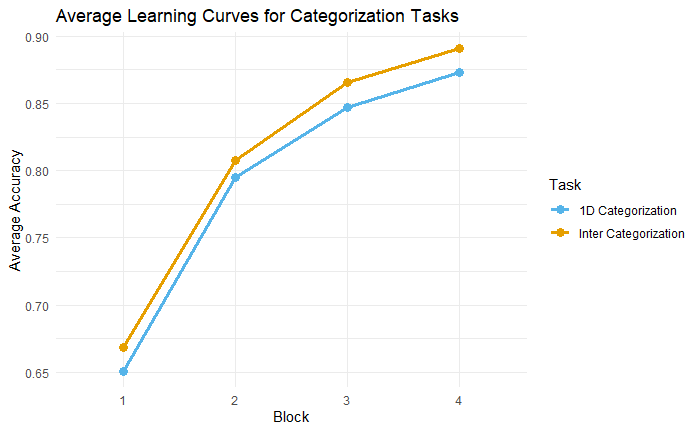 Average Learning Curves for Categorization Tasks
0.90
0.85
0.80
0.75
0.70
0.65
Average Accuracy
1 2 3 4
Block
Task
1D Categorization
Inter Categorization